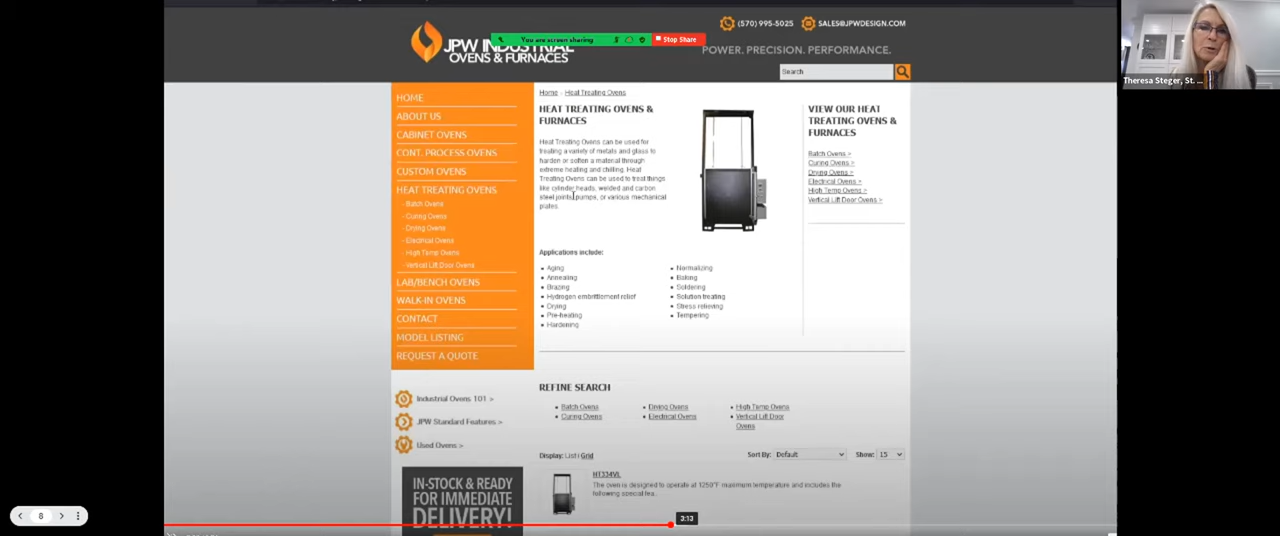 (570) 995-5025
SALES@JPWDESIGN.COM
JPW INDUSTRIAL
OVENS & FURNACES
You are screen sharing
Stop Share
POWER. PRECISION. PERFORMANCE.
Search
Theresa Steger, St. ...
HOME
ABOUT US
CABINET OVENS
CONT. PROCESS OVENS
CUSTOM OVENS
HEAT TREATING OVENS
- Batch Ovens
- Curing Ovens
- Drying Ovens
- Electrical Ovens
- High Temp Ovens
- Vertical Lift Door Ovens
LAB/BENCH OVENS
WALK-IN OVENS
CONTACT
MODEL LISTING
REQUEST A QUOTE
Industrial Ovens 101 >
JPW Standard Features >
Used Ovens >
IN-STOCK & READY
FOR IMMEDIATE
DELIVERY!
Home - Heat Treating Ovens
HEAT TREATING OVENS &
FURNACES
Heat Treating Ovens can be used for
treating a variety of metals and glass to
harden or soften a material through
extreme heating and chilling. Heat
Treating Ovens can be used to treat things
like cylinder heads, welded and carbon
steel joints, pumps, or various mechanical
plates.
VIEW OUR HEAT
TREATING OVENS &
FURNACES
Batch Ovens >
Curing Ovens >
Drying Ovens >
Electrical Ovens >
High Temp Ovens >
Vertical Lift Door Ovens >
Applications include:
Aging
Annealing
Brazing
Hydrogen embrittlement relief
Drying
Pre-heating
Hardening
Normalizing
Baking
Soldering
Solution treating
Stress relieving
Tempering
REFINE SEARCH
Batch Ovens
Curing Ovens
Drying Ovens
Electrical Ovens
High Temp Ovens
Vertical Lift Door
Ovens
Display: List / Grid
Sort By: Default
Show: 15
HT334VL
The oven is designed to operate at 1250°F maximum temperature and includes the
following special fea..
8
3:13